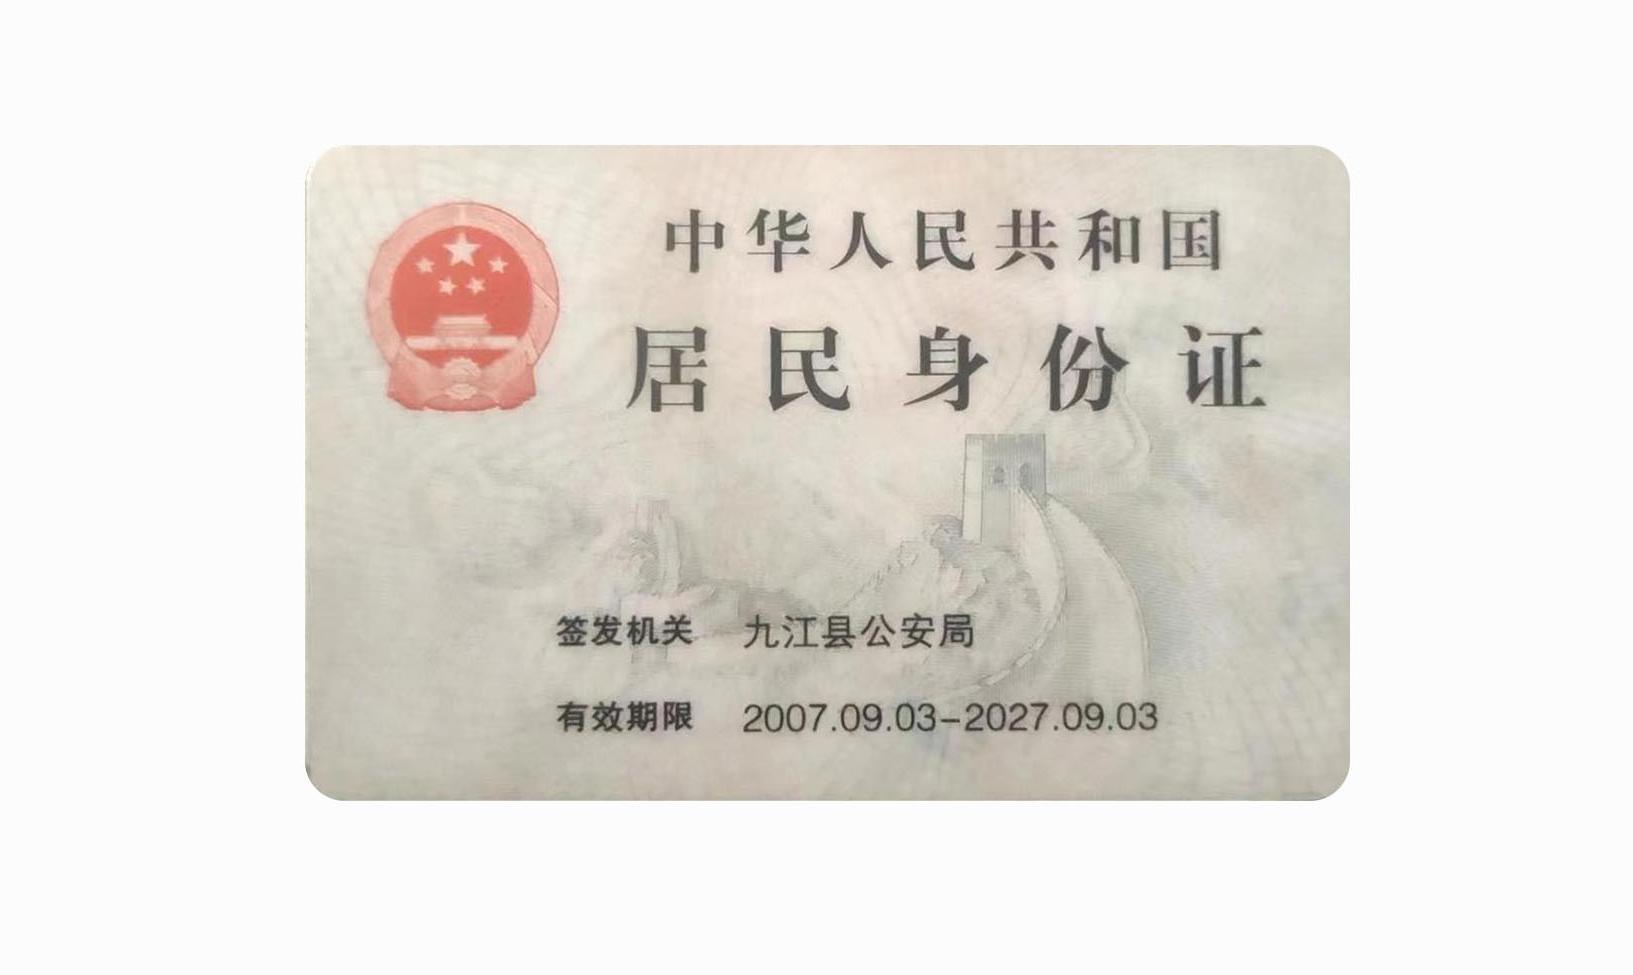 中华人民共和国
居民身份证
签发机关 九江县公安局
有效期限 2007.09.03-2027.09.03